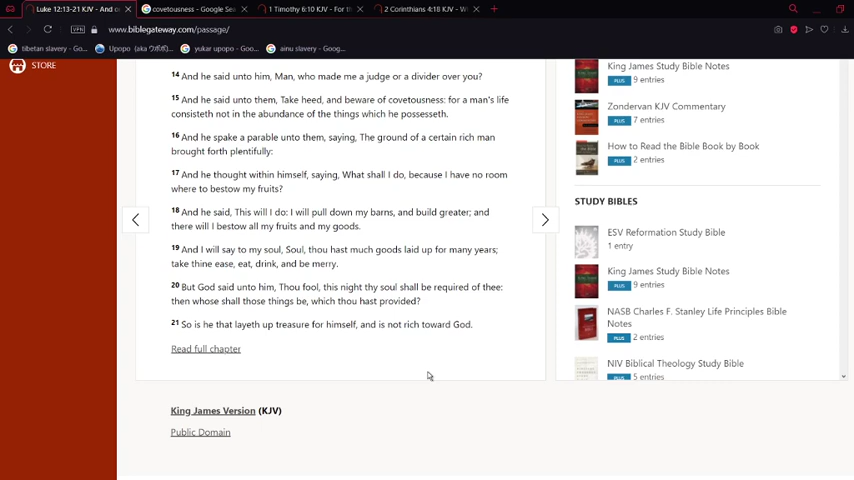 Luke 12:13-21 KJV - And o
covetousness - Google Sea
1 Timothy 6:10 KJV - For th
2 Corinthians 4:18 KJV - W
VPN
www.biblegateway.com/passage/
tibetan slavery - Goo...
Upopo (aka ウポポ)...
yukar upopo - Goo...
ainu slavery - Goog...
STORE
14 And he said unto him, Man, who made me a judge or a divider over you?
15 And he said unto them, Take heed, and beware of covetousness: for a man's life
consisteth not in the abundance of the things which he possesseth.
16 And he spake a parable unto them, saying, The ground of a certain rich man
brought forth plentifully:
17 And he thought within himself, saying, What shall I do, because I have no room
where to bestow my fruits?
18 And he said, This will I do: I will pull down my barns, and build greater; and
there will I bestow all my fruits and my goods.
19 And I will say to my soul, Soul, thou hast much goods laid up for many years;
take thine ease, eat, drink, and be merry.
20 But God said unto him, Thou fool, this night thy soul shall be required of thee:
then whose shall those things be, which thou hast provided?
21 So is he that layeth up treasure for himself, and is not rich toward God.
Read full chapter
King James Version (KJV)
Public Domain
King James Study Bible Notes
PLUS 9 entries
Zondervan KJV Commentary
PLUS 7 entries
How to Read the Bible Book by Book
PLUS 2 entries
STUDY BIBLES
ESV Reformation Study Bible
1 entry
King James Study Bible Notes
PLUS 9 entries
NASB Charles F. Stanley Life Principles Bible
Notes
PLUS 2 entries
NIV Biblical Theology Study Bible
PLUS 5 entries